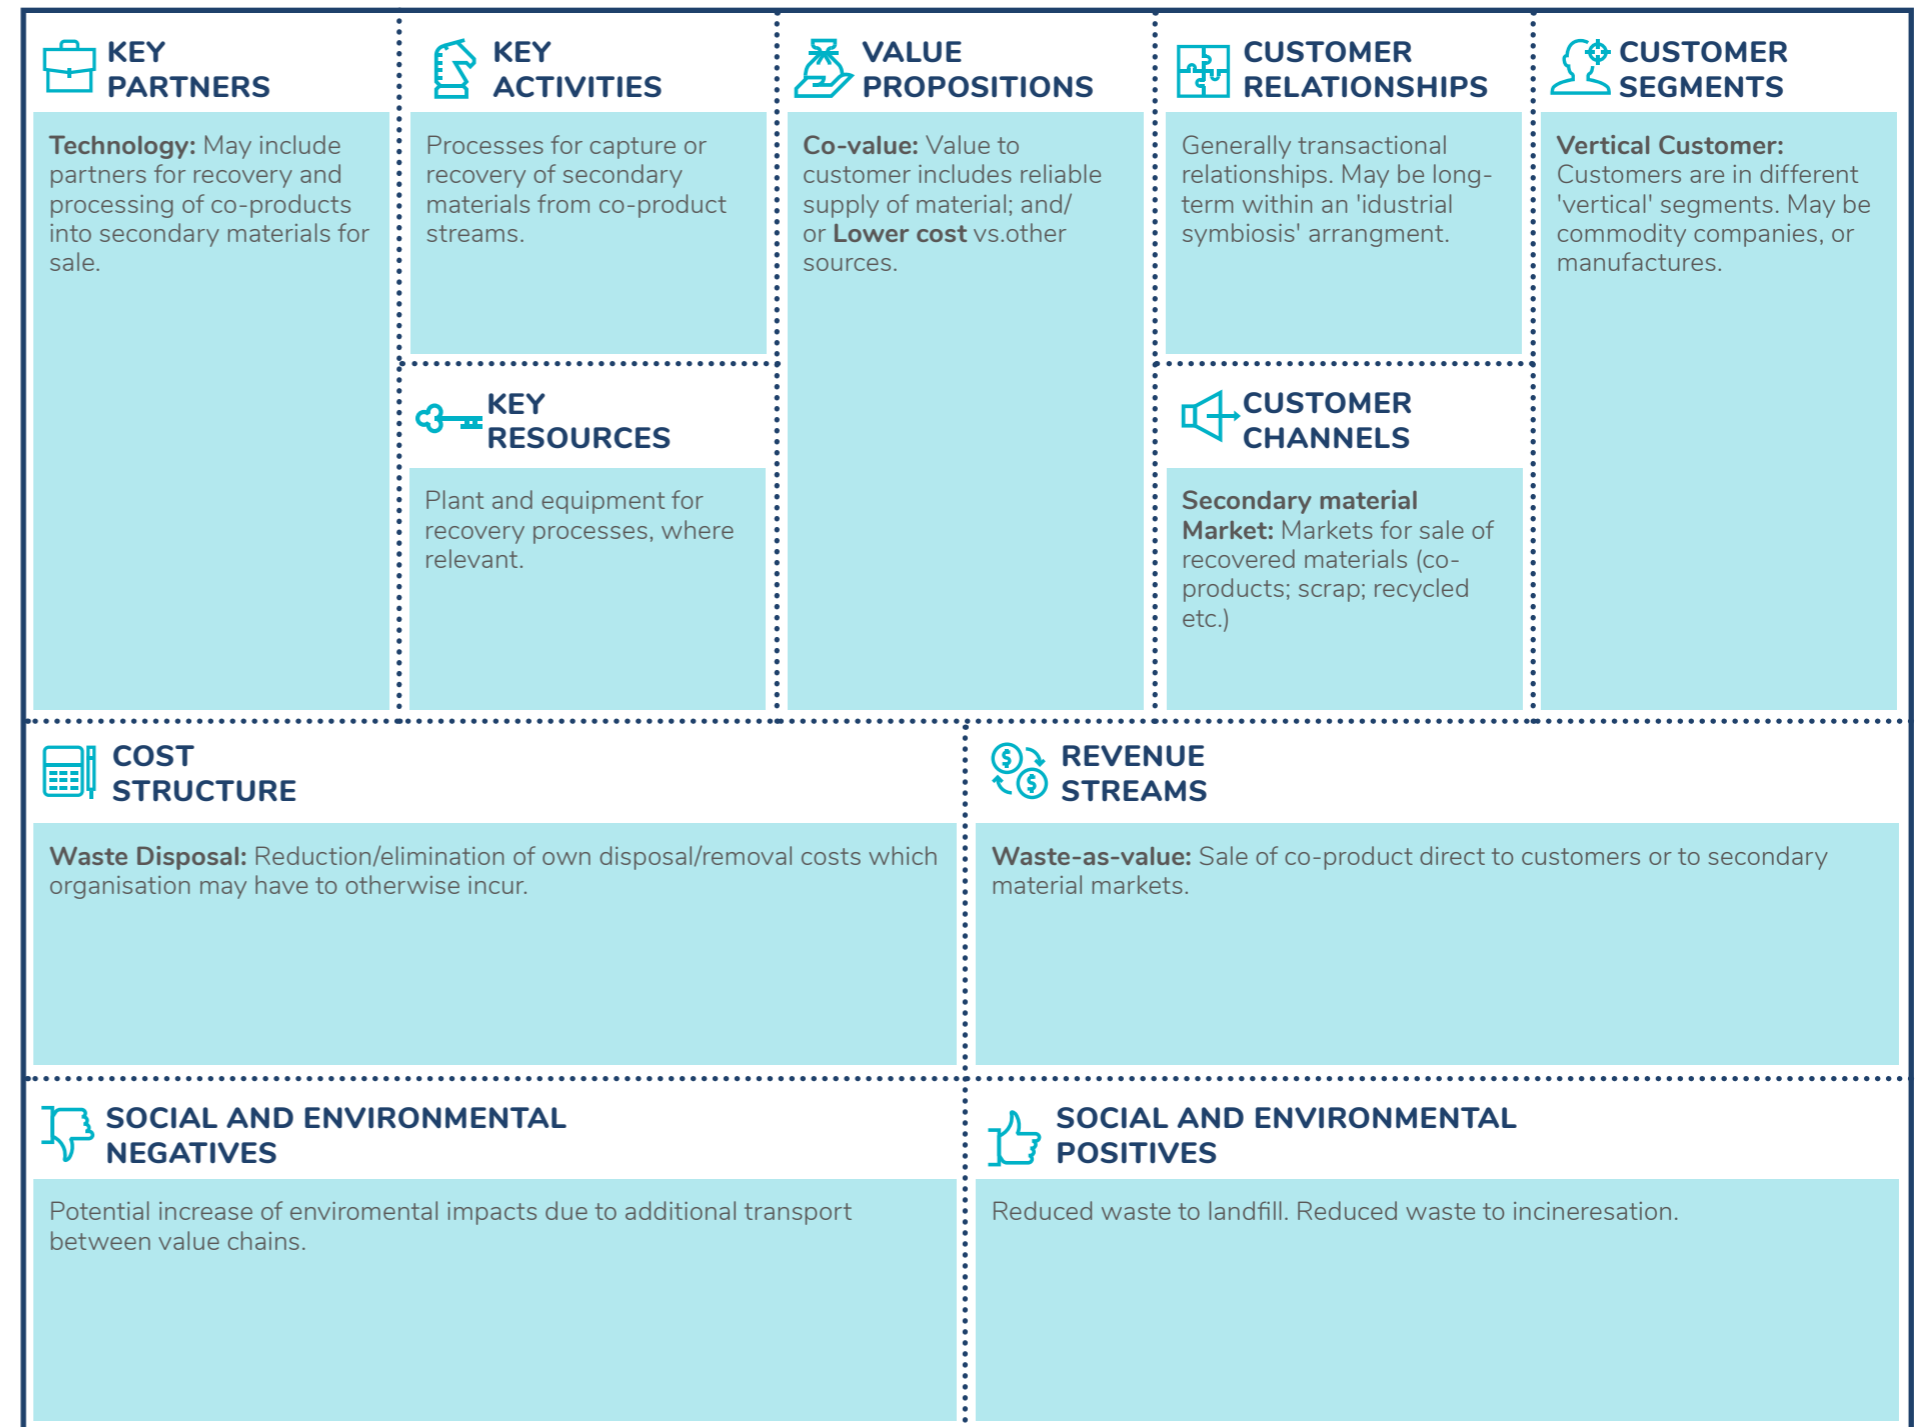 KEY
PARTNERS
Technology: May include
partners for recovery and
processing of co-products
into secondary materials for
sale.
KEY
ACTIVITIES
Processes for capture or
recovery of secondary
materials from co-product
streams.
KEY
RESOURCES
Plant and equipment for
recovery processes, where
relevant.
VALUE
PROPOSITIONS
Co-value: Value to
customer includes reliable
supply of material; and/
or Lower cost vs.other
sources.
CUSTOMER
RELATIONSHIPS
Generally transactional
relationships. May be long-
term within an 'idustrial
symbiosis' arrangment.
CUSTOMER
CHANNELS
Secondary material
Market: Markets for sale of
recovered materials (co-
products; scrap; recycled
etc.)
CUSTOMER
SEGMENTS
Vertical Customer:
Customers are in different
'vertical' segments. May be
commodity companies, or
manufactures.
COST
STRUCTURE
Waste Disposal: Reduction/elimination of own disposal/removal costs which
organisation may have to otherwise incur.
REVENUE
STREAMS
Waste-as-value: Sale of co-product direct to customers or to secondary
material markets.
SOCIAL AND ENVIRONMENTAL
NEGATIVES
Potential increase of enviromental impacts due to additional transport
between value chains.
SOCIAL AND ENVIRONMENTAL
POSITIVES
Reduced waste to landfill. Reduced waste to incineresation.